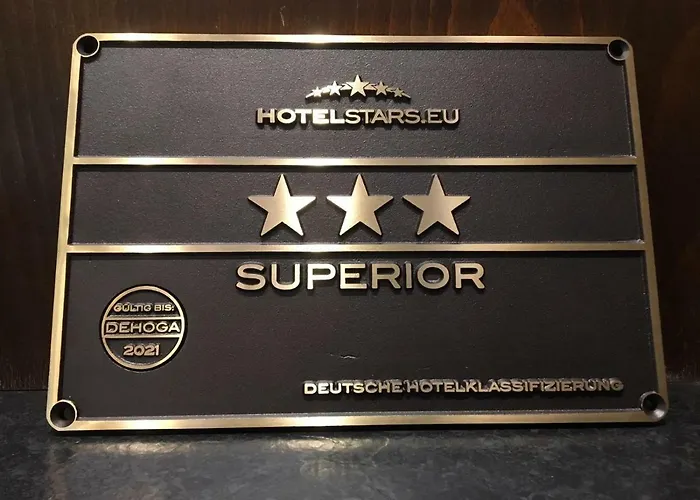 HOTELSTARS.EU
SUPERIOR
GÜLTIG BIS:
DEHOGA
2021
DEUTSCHE HOTELKLASSIFIZIERUNG